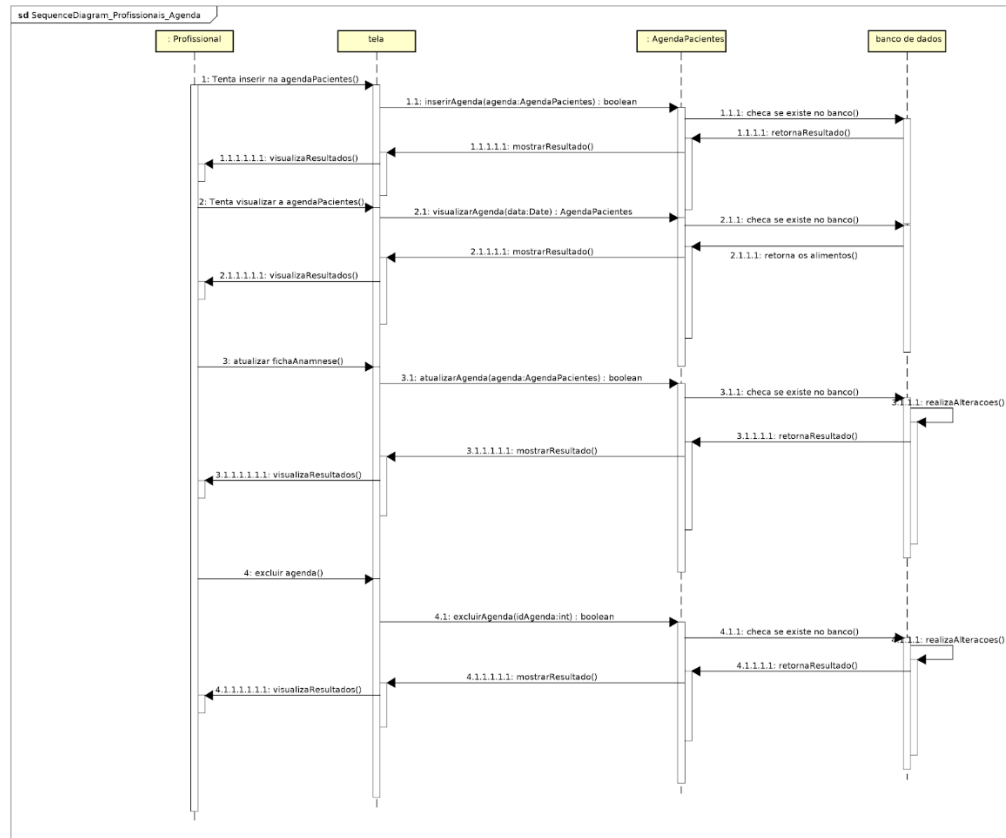 sd SequenceDiagram_Profissionais_Agenda
: Profissional
tela
: AgendaPacientes
banco de dados
1: Tenta inserir na agendaPacientes()
1.1: inserirAgenda(agenda:AgendaPacientes) : boolean
1.1.1: checa se existe no banco()
1.1.1.1: retornaResultado()
1.1.1.1.1: mostrarResultado()
1.1.1.1.1.1: visualizaResultados()
2: Tenta visualizar a agendaPacientes()
2.1: visualizarAgenda(data:Date) : AgendaPacientes
2.1.1: checa se existe no banco()
2.1.1.1: retorna os alimentos()
2.1.1.1.1: mostrarResultado()
2.1.1.1.1.1: visualizaResultados()
3: atualizar fichaAnamnese()
3.1: atualizarAgenda(agenda:AgendaPacientes) : boolean
3.1.1: checa se existe no banco()
3.1.1.1: realizaAlteracoes()
3.1.1.1.1: retornaResultado()
3.1.1.1.1.1: mostrarResultado()
3.1.1.1.1.1.1: visualizaResultados()
4: excluir agenda()
4.1: excluirAgenda(idAgenda:int) : boolean
4.1.1: checa se existe no banco()
4.1.1.1: realizaAlteracoes()
4.1.1.1.1: retornaResultado()
4.1.1.1.1.1: mostrarResultado()
4.1.1.1.1.1.1: visualizaResultados()